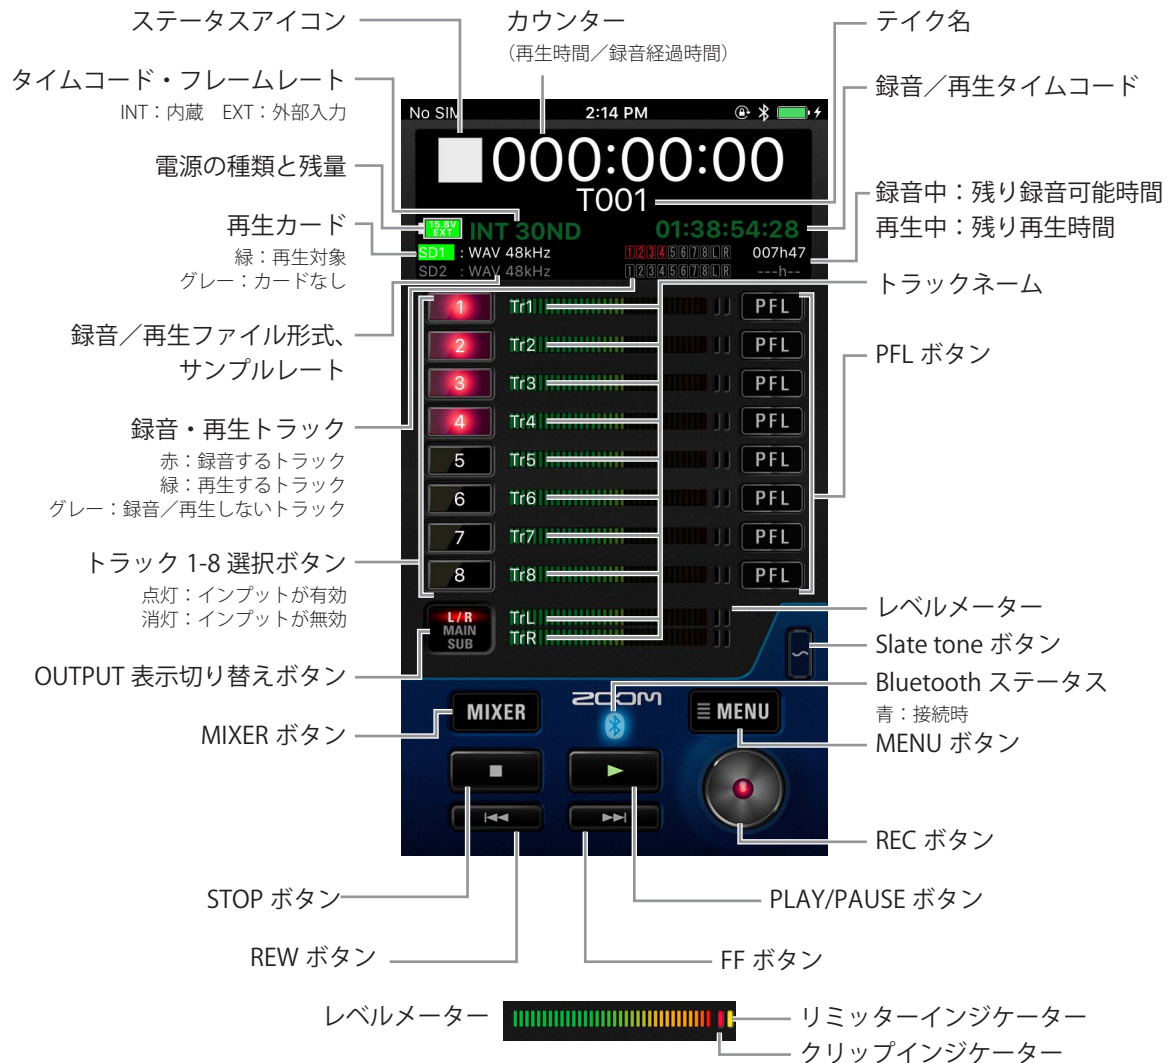 ステータスアイコン
カウンター
（再生時間／録音経過時間）
テイク名
タイムコード・フレームレート
INT：内蔵　EXT：外部入力
録音／再生タイムコード
電源の種類と残量
再生カード
緑：再生対象
グレー：カードなし
録音中：残り録音可能時間
再生中：残り再生時間
録音／再生ファイル形式、
サンプルレート
トラックネーム
PFL ボタン
録音・再生トラック
赤：録音するトラック
緑：再生するトラック
グレー：録音／再生しないトラック
トラック 1-8 選択ボタン
点灯：インプットが有効
消灯：インプットが無効
OUTPUT 表示切り替えボタン
MIXER ボタン
レベルメーター
Slate tone ボタン
Bluetooth ステータス
青：接続時
MENU ボタン
REC ボタン
STOP ボタン
PLAY/PAUSE ボタン
REW ボタン
FF ボタン
レベルメーター
リミッターインジケーター
クリップインジケーター
No SIM
2:14 PM
000:00:00
T001
15.8V
EXT
INT 30ND
01:38:54:28
SD1 : WAV 48kHz
12345678LR
007h47
SD2 : WAV 48kHz
12345678LR
---h--
1 Tr1 PFL
2 Tr2 PFL
3 Tr3 PFL
4 Tr4 PFL
5 Tr5 PFL
6 Tr6 PFL
7 Tr7 PFL
8 Tr8 PFL
L/R
MAIN
SUB
TrL
TrR
MIXER
ZOOM
MENU